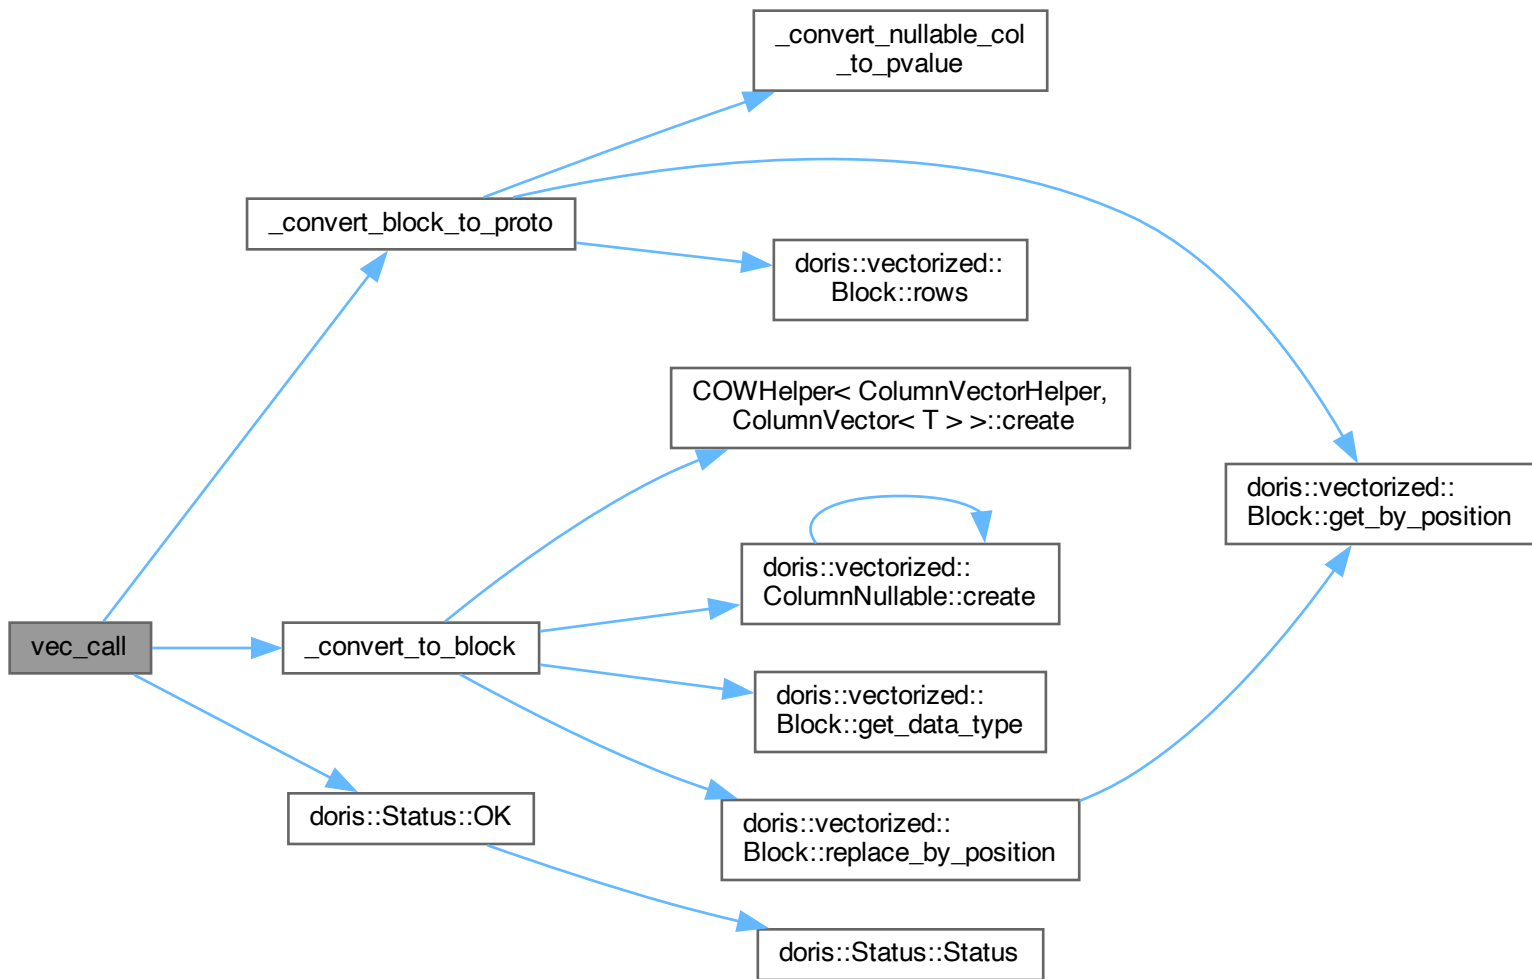 _convert_nullable_col
_to_pvalue
_convert_block_to_proto
doris::vectorized::
Block::rows
COWHelper< ColumnVectorHelper,
ColumnVector< T > >::create
doris::vectorized::
Block::get_by_position
doris::vectorized::
ColumnNullable::create
vec_call
_convert_to_block
doris::vectorized::
Block::get_data_type
doris::Status::OK
doris::vectorized::
Block::replace_by_position
doris::Status::Status